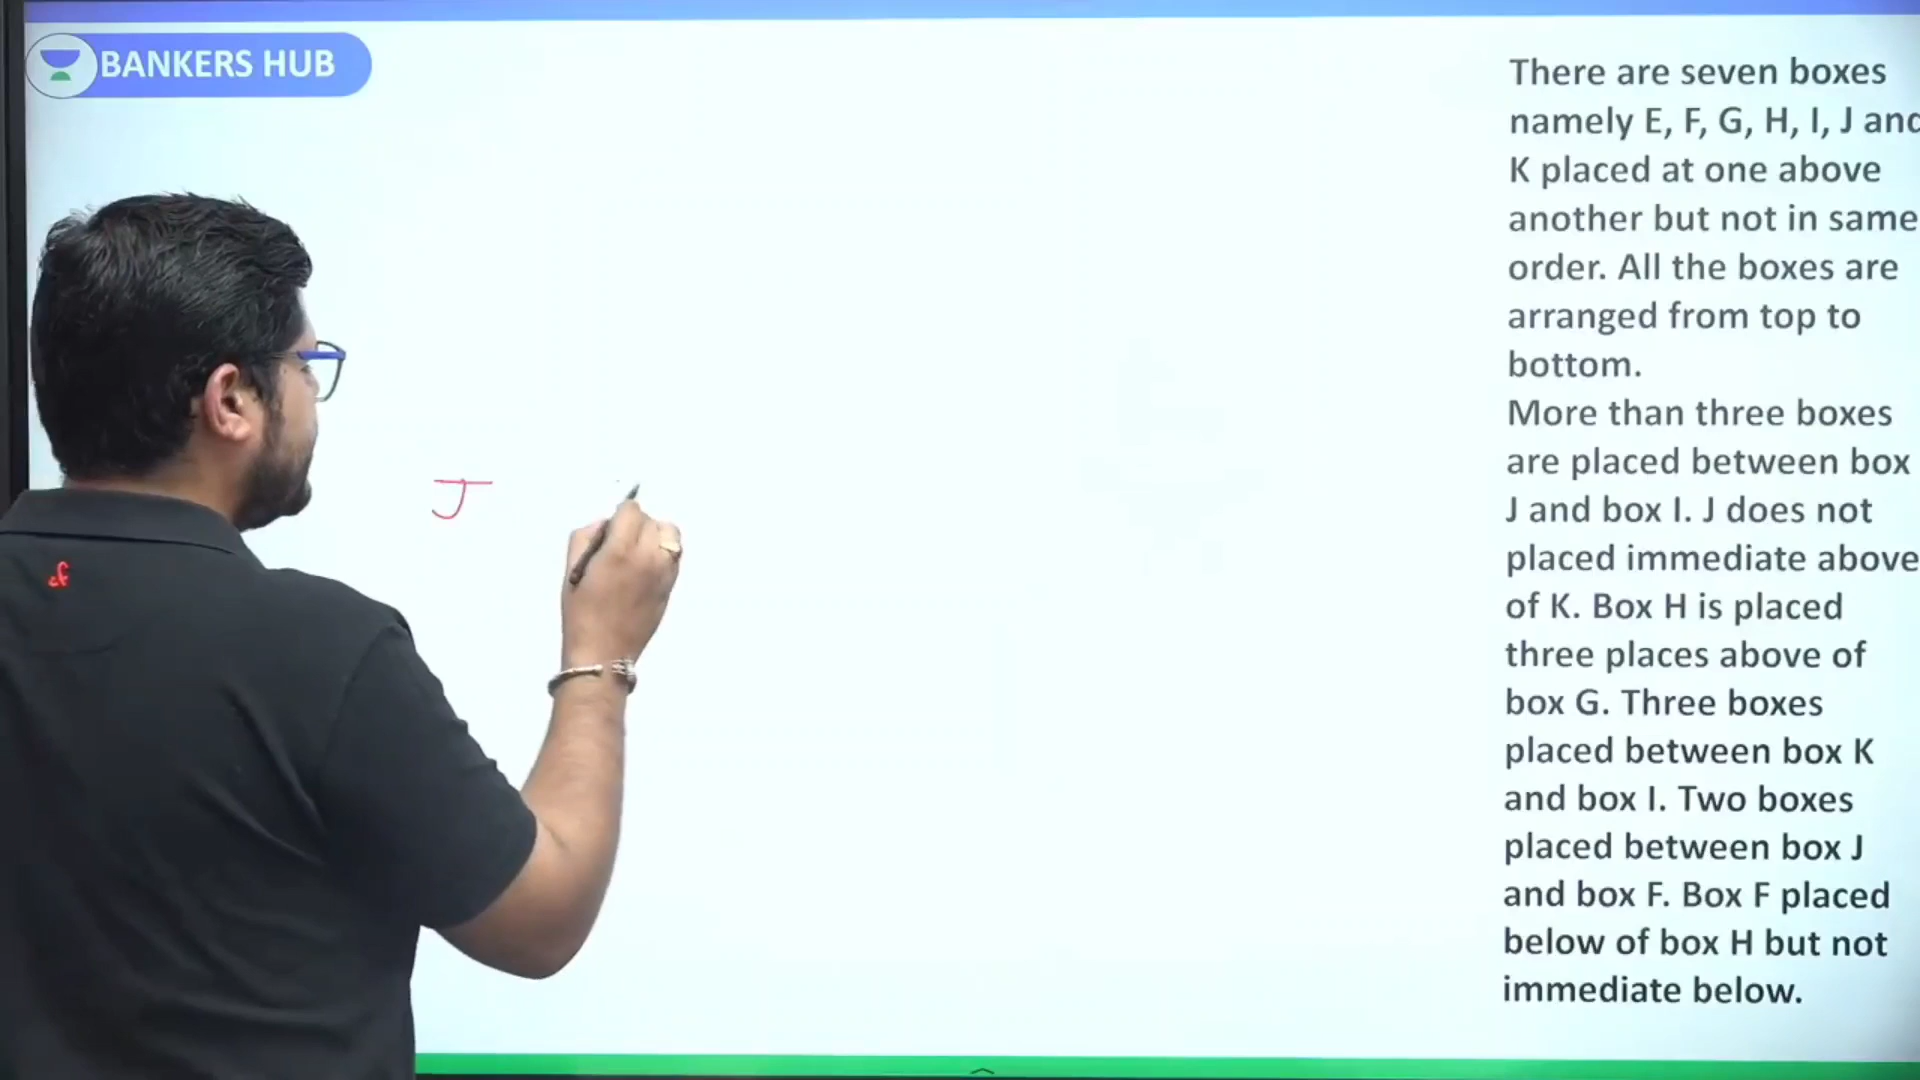 BANKERS HUB
There are seven boxes
namely E, F, G, H, I, J and
K placed at one above
another but not in same
order. All the boxes are
arranged from top to
bottom.
More than three boxes
are placed between box
J and box I. J does not
placed immediate above
of K. Box H is placed
three places above of
box G. Three boxes
placed between box K
and box I. Two boxes
placed between box J
and box F. Box F placed
below of box H but not
immediate below.
J